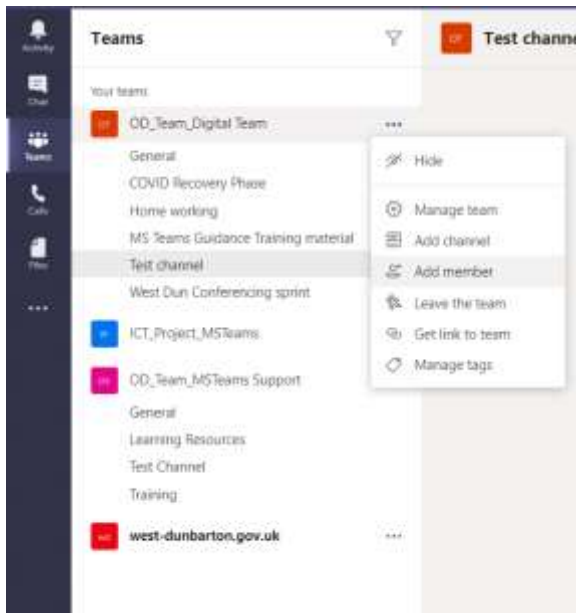 Activity
Chat
Teams
Calls
Files
Teams
Your teams
OD_Team_Digital Team
General
COVID Recovery Phase
Home working
MS Teams Guidance Training material
Test channel
West Dun Conferencing sprint
ICT_Project_MSTeams
OD_Team_MSTeams Support
General
Learning Resources
Test Channel
Training
west-dunbarton.gov.uk
Test
Hide
Manage team
Add channel
Add member
Leave the team
Get link to team
Manage tags